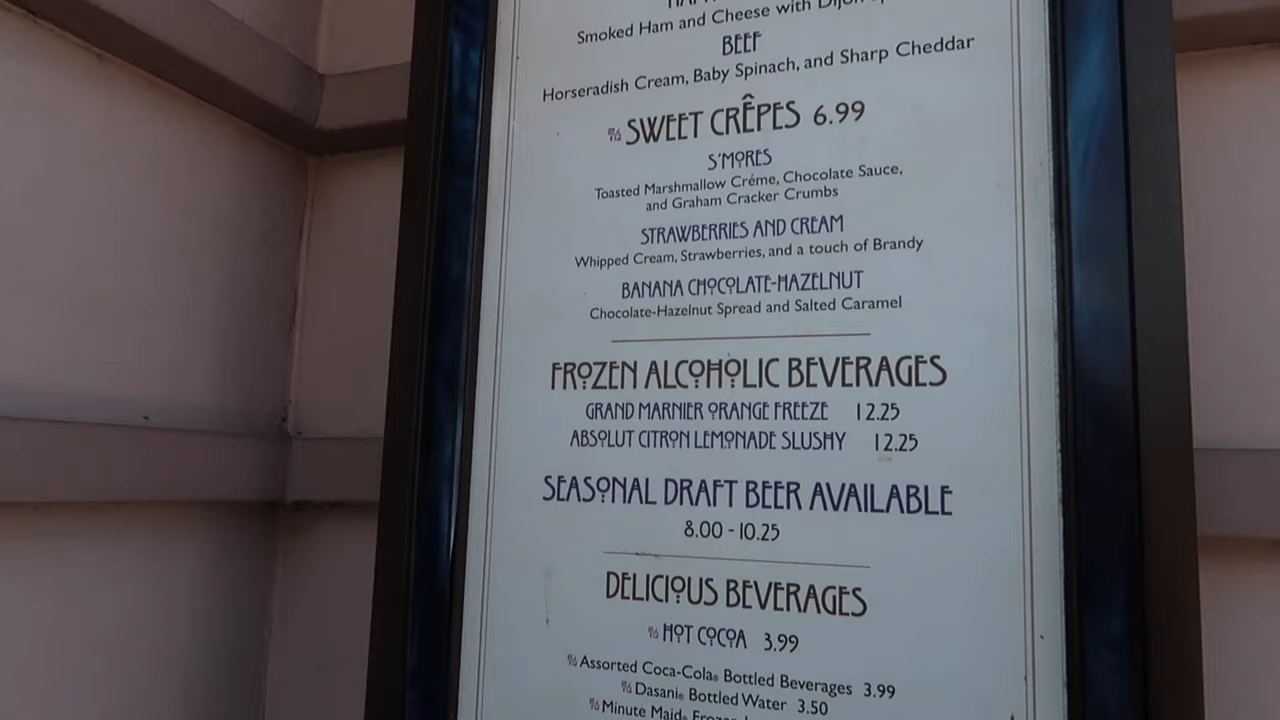 Smoked Ham and Cheese with Dijon
BEEF
Horseradish Cream, Baby Spinach, and Sharp Cheddar
SWEET CRÊPES 6.99
S'MORES
Toasted Marshmallow Créme, Chocolate Sauce,
and Graham Cracker Crumbs
STRAWBERRIES AND CREAM
Whipped Cream, Strawberries, and a touch of Brandy
BANANA CHOCOLATE-HAZELNUT
Chocolate-Hazelnut Spread and Salted Caramel
FROZEN ALCOHOLIC BEVERAGES
GRAND MARNIER ORANGE FREEZE 12.25
ABSOLUT CITRON LEMONADE SLUSHY 12.25
SEASONAL DRAFT BEER AVAILABLE
8.00 - 10.25
DELICIOUS BEVERAGES
HOT COCOA 3.99
Assorted Coca-Cola® Bottled Beverages 3.99
Dasani® Bottled Water 3.50
Minute Maid® Frozen